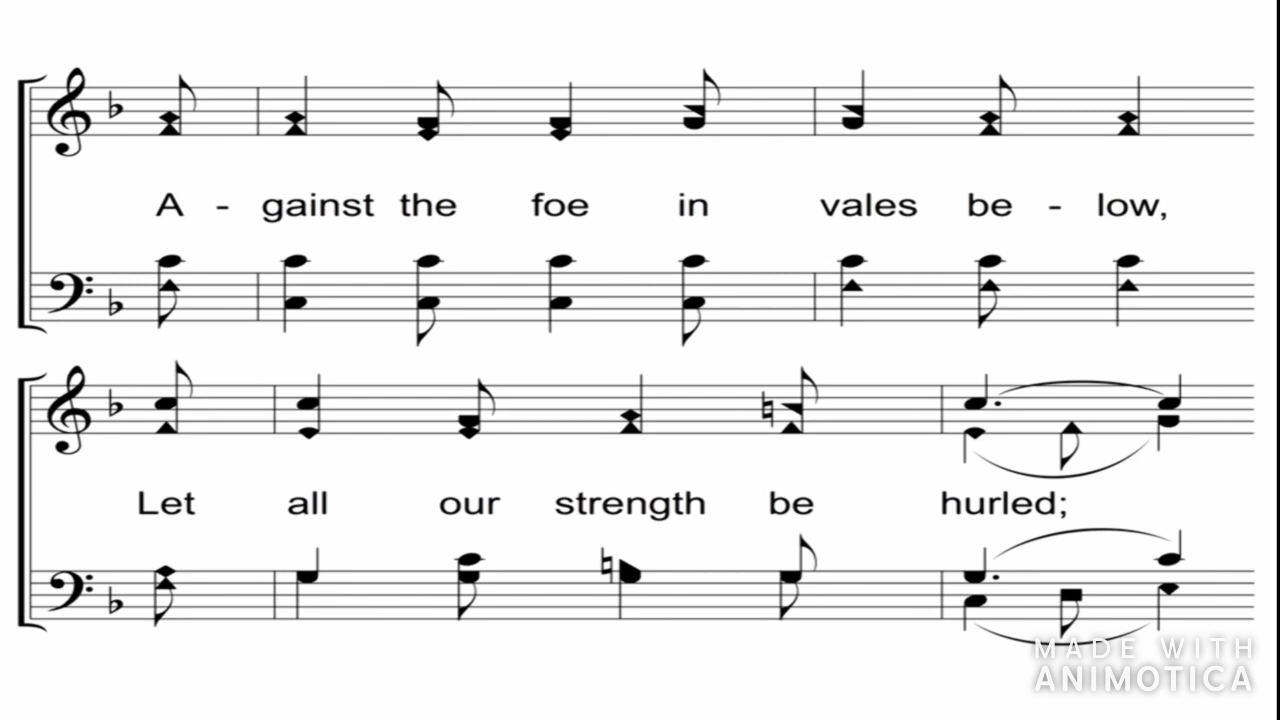 A - gainst the foe in vales be - low,
Let all our strength be hurled;
MADE WITH
ANIMOTICA